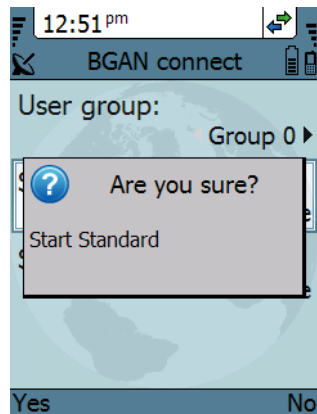 12:51 pm
BGAN connect
User group:
Group 0
S
Are you sure?
e
Start Standard
S
e
Yes
No